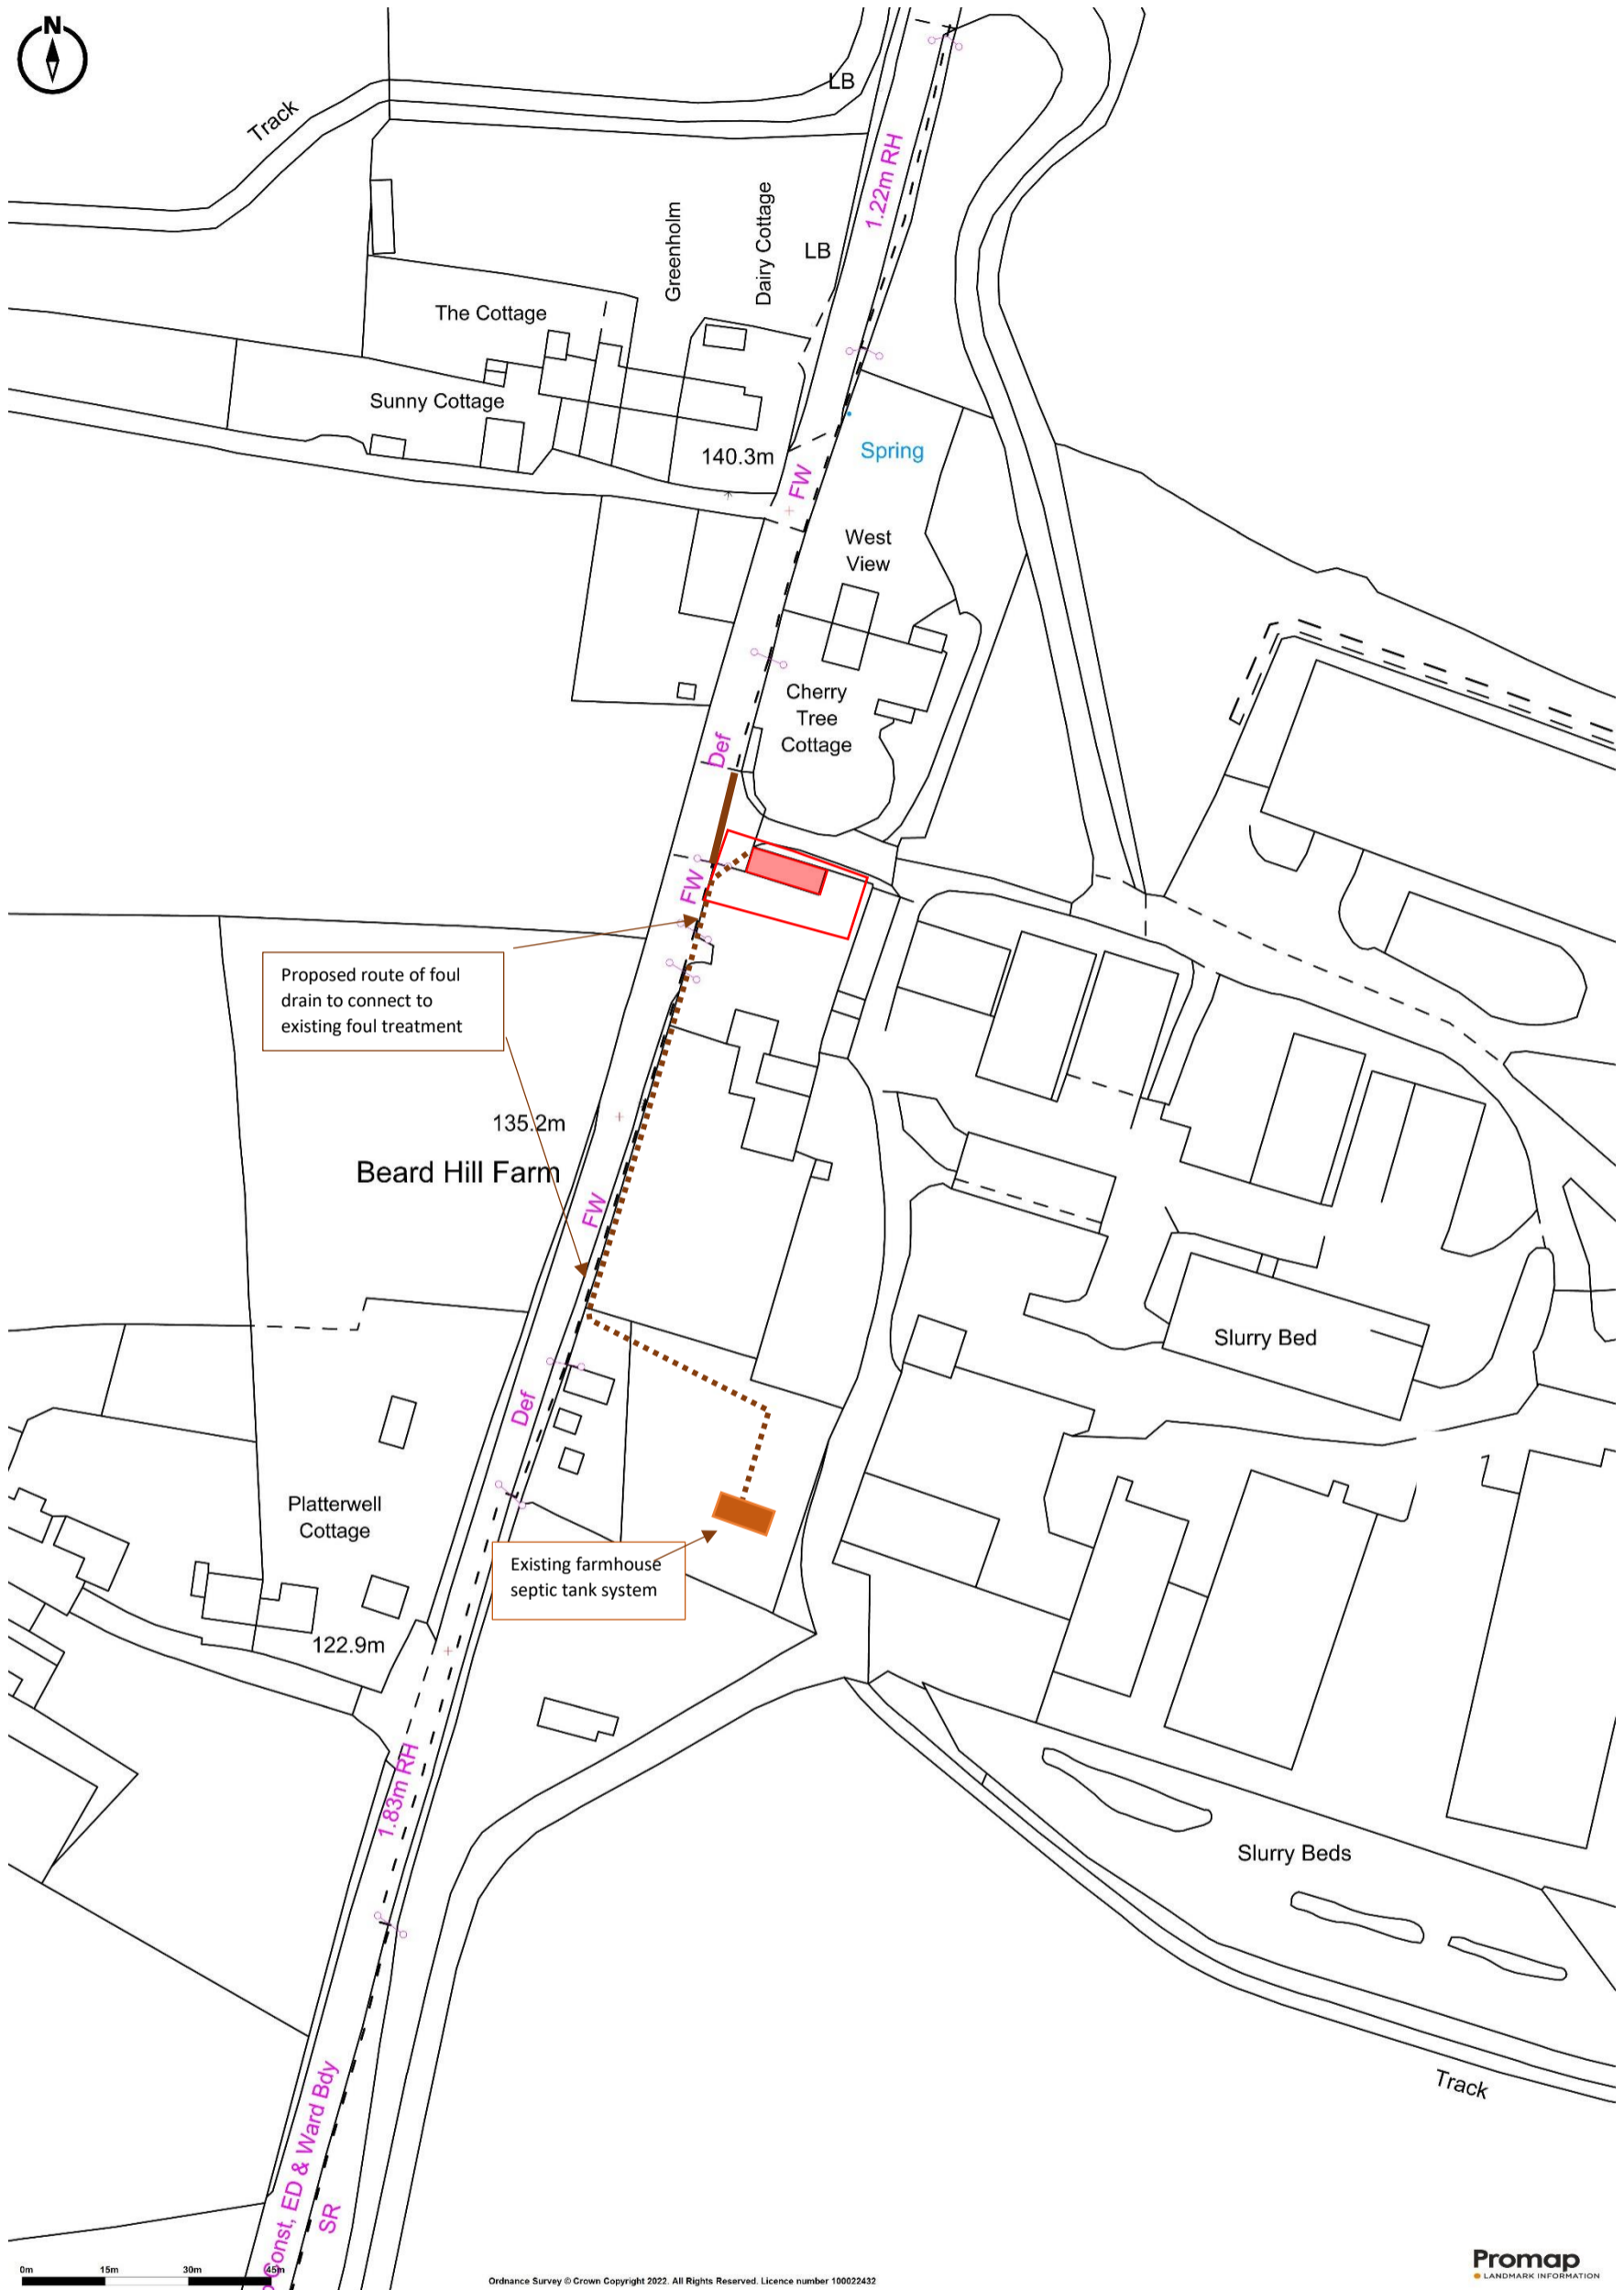 N
LB
Track
1.22m RH
Greenholm
Dairy Cottage
LB
The Cottage
Sunny Cottage
140.3m
Spring
FW
West
View
Cherry
Tree
Cottage
Def
FW
Proposed route of foul
drain to connect to
existing foul treatment
135.2m
Beard Hill Farm
FW
Slurry Bed
Def
Platterwell
Cottage
Existing farmhouse
septic tank system
122.9m
1.83m RH
Slurry Beds
Track
Const, ED & Ward Bdy
SR
0m 15m 30m 45m
Ordnance Survey © Crown Copyright 2022. All Rights Reserved. Licence number 100022432
Promap
LANDMARK INFORMATION